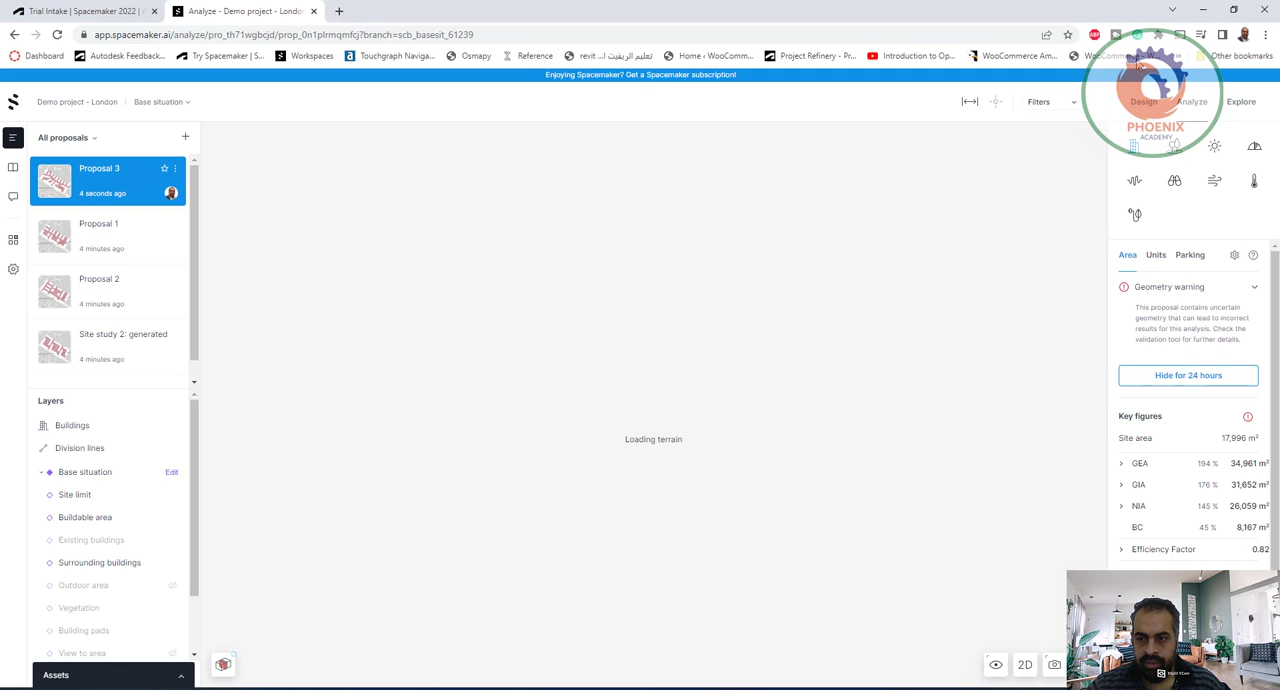 Trial Intake | Spacemaker 2022 | A
Analyze - Demo project - London
app.spacemaker.ai/analyze/pro_th71wgbcjd/prop_0n1plrmqmfcj?branch=scb_basesit_61239
Dashboard
Autodesk Feedback...
Try Spacemaker | S...
Workspaces
Touchgraph Naviga...
Osmapy
Reference
تعليم الريفيت | revit ...
Home ‹ WooComm...
Project Refinery - Pr...
Introduction to Op...
WooCommerce Am...
Other bookmarks
Enjoying Spacemaker? Get a Spacemaker subscription!
Demo project - London
Base situation
Filters
Design
Analyze
Explore
PHOENIX
ACADEMY
All proposals
Proposal 3
4 seconds ago
Proposal 1
4 minutes ago
Proposal 2
4 minutes ago
Site study 2: generated
4 minutes ago
Layers
Buildings
Division lines
Base situation Edit
Site limit
Buildable area
Existing buildings
Surrounding buildings
Outdoor area
Vegetation
Building pads
View to area
Assets
Loading terrain
2D
Area Units Parking
Geometry warning
This proposal contains uncertain
geometry that can lead to incorrect
results for this analysis. Check the
validation tool for further details.
Hide for 24 hours
Key figures
Site area 17,996 m²
GEA 194 % 34,961 m²
GIA 176 % 31,652 m²
NIA 145 % 26,059 m²
BC 45 % 8,167 m²
Efficiency Factor 0.82
XSplit VCam